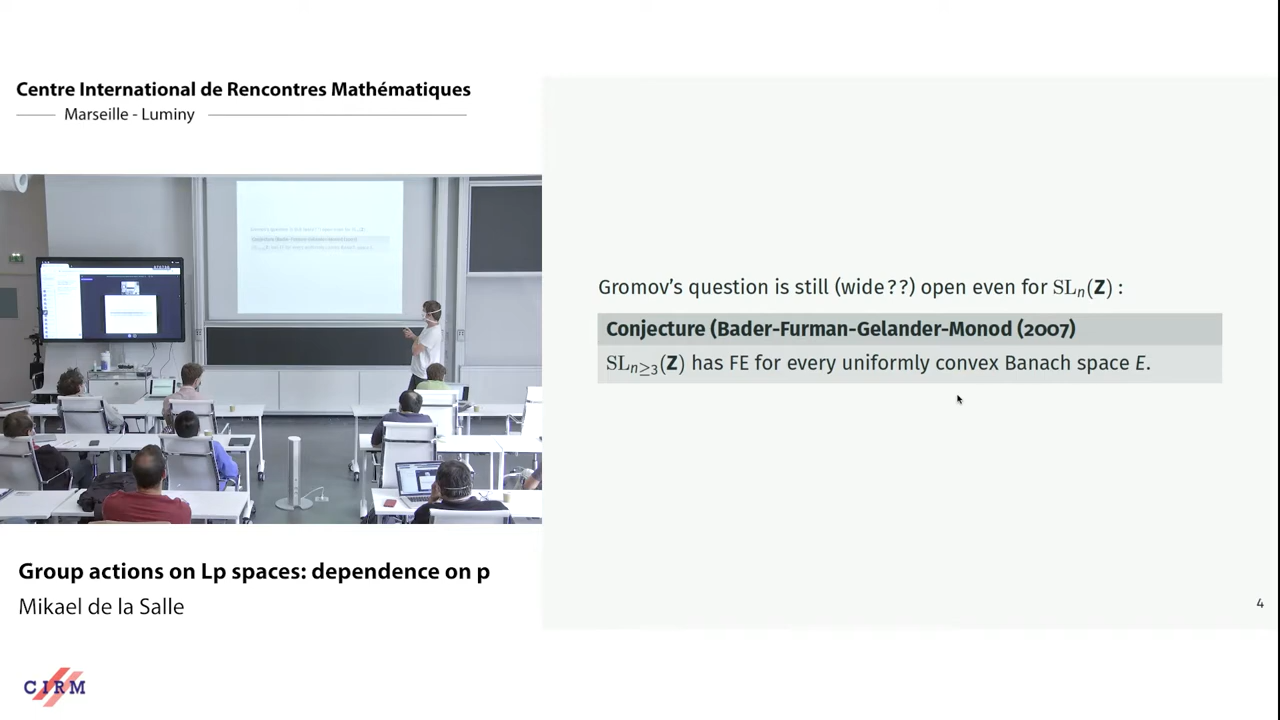 Centre International de Rencontres Mathématiques
Marseille - Luminy
Gromov's question is still (wide ??) open even for SLₙ(Z) :
Conjecture (Bader-Furman-Gelander-Monod (2007)
SLₙ≥₃(Z) has FE for every uniformly convex Banach space E.
4
Group actions on Lp spaces: dependence on p
Mikael de la Salle
CIRM